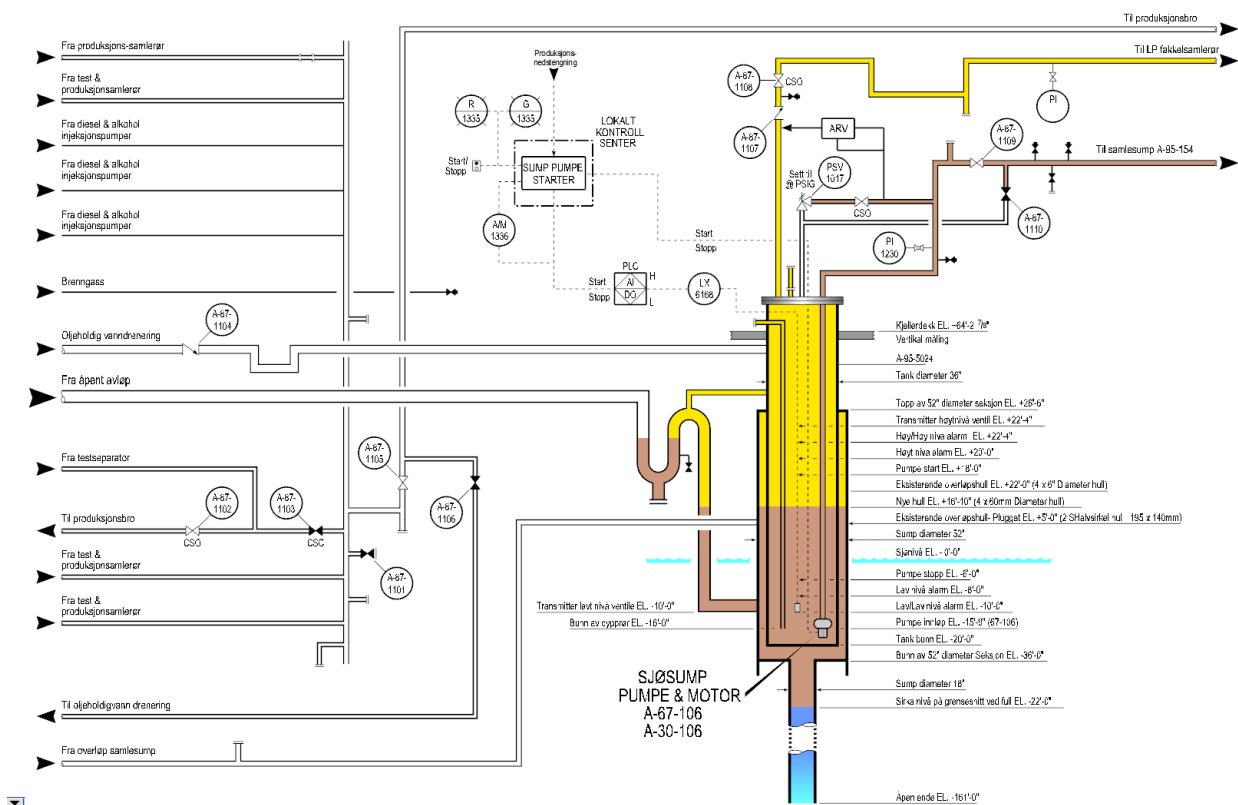 Til produksjonsbro
Fra produksjons-samlerør
Fra test &
produksjonsamlerør
Fra diesel & alkohol
injeksjonspumper
Fra diesel & alkohol
injeksjonspumper
Fra diesel & alkohol
injeksjonspumper
Brenngass
Oljeholdig vanndrenering
A-67-
1104
Fra åpent avløp
Fra testseparator
A-67-
1102
CSO
A-67-
1103
CSC
Til produksjonsbro
Fra test &
produksjonsamlerør
Fra test &
produksjonsamlerør
A-67-
1101
A-67-
1105
A-67-
1106
Til oljeholdigvann drenering
Fra overløp samlesump
Produksjons-
nedstengning
R
1335
G
1335
LOKALT
KONTROLL
SENTER
Start/
Stopp
SUMP PUMPE
STARTER
A/M
1336
Start
Stopp
PLC
AI
DO
H
L
LX
6168
Start
Stopp
A-67-
1108
CSO
A-67-
1107
ARV
Sett til
PSIG
PSV
1017
CSO
PI
1230
Til LP fakkelsamlerør
PI
A-67-
1109
Til samlesump A-95-154
A-67-
1110
Kjellerdekk EL. +64'-2 7/8"
Vertikal måling
A-95-5024
Tank diameter 36"
Topp av 52" diameter seksjon EL. +26'-6"
Transmitter høytnivå ventil EL. +22'-4"
Høy/Høy nivå alarm EL. +22'-4"
Høyt nivå alarm EL. +20'-0"
Pumpe start EL. +18'-0"
Eksisterende overløpshull EL. +22'-0" (4 x 6" Diameter hull)
Nye hull EL. +16'-10" (4 x 60mm Diameter hull)
Eksisterende overløpshull- Plugget EL. +5'-0" (2 SHalvsirkel hul 195 x 140mm)
Sump diameter 52"
Sjønivå EL. - 0'-0"
Pumpe stopp EL. -6'-0"
Lav nivå alarm EL. -8'-0"
Lav/Lav nivå alarm EL. -10'-0"
Pumpe innløp EL. -15'-9" (67-106)
Tank bunn EL. -20'-0"
Bunn av 52" diameter Seksjon EL. -36'-0"
Sump diameter 18"
Sirka nivå på grensesnitt ved full EL. -22'-0"
Åpen ende EL. -161'-0"
Transmitter lavt nivå ventile EL. -10'-0"
Bunn av dypprør EL. -16'-0"
SJØSUMP
PUMPE & MOTOR
A-67-106
A-30-106